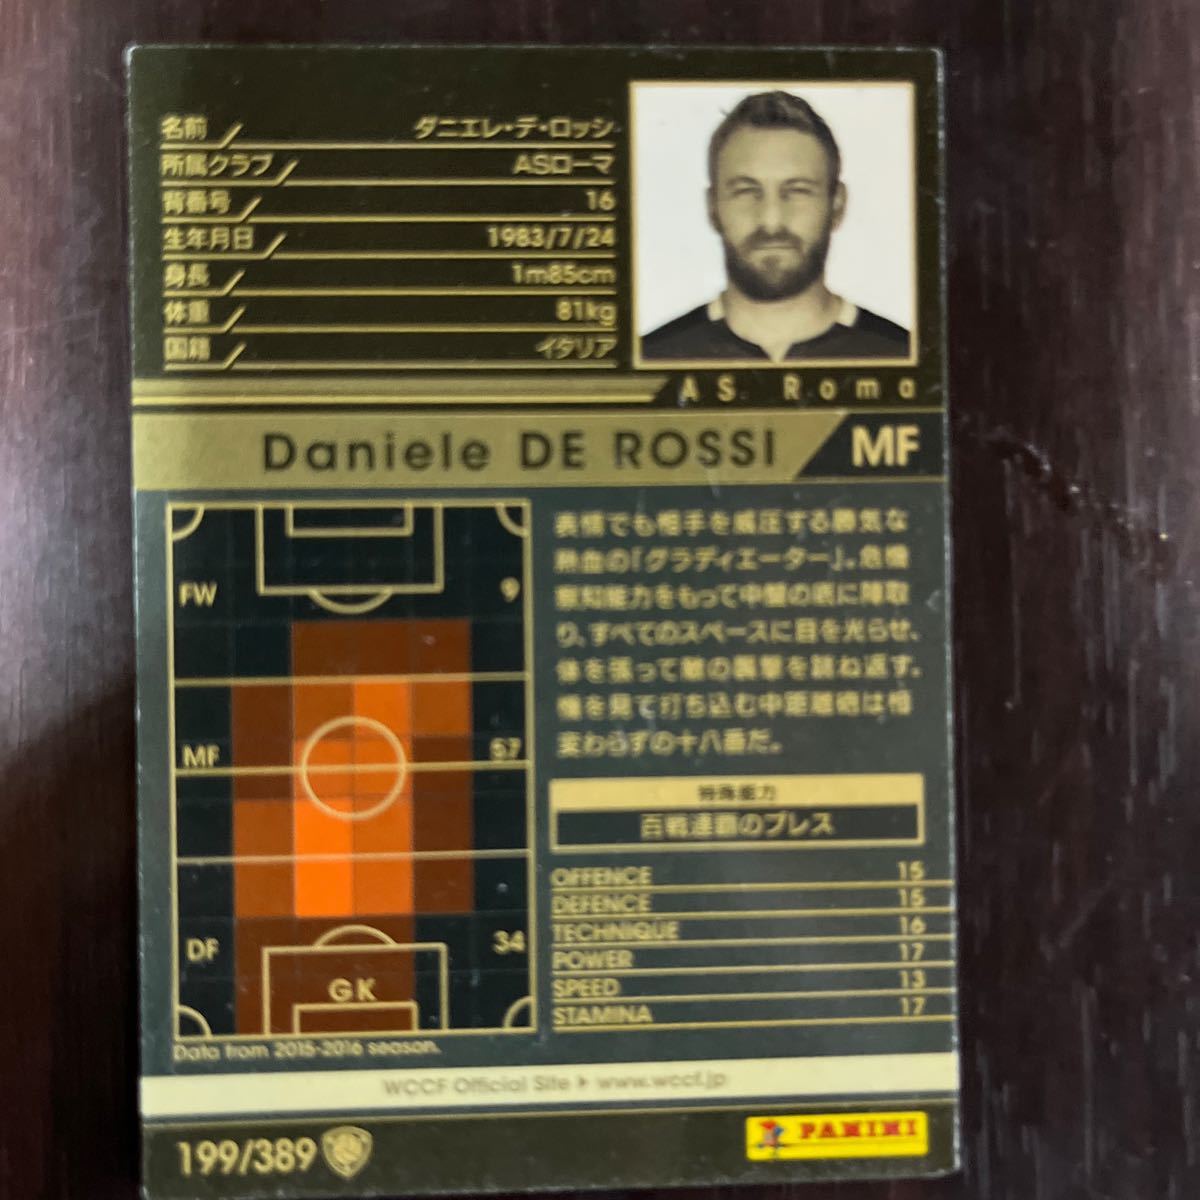 名前 ダニエレ・デ・ロッシ
所属クラブ ASローマ
背番号 16
生年月日 1983/7/24
身長 1m85cm
体重 81kg
国籍 イタリア
AS Roma
Daniele DE ROSSI MF
FW 9
MF 57
DF 34
GK
Data from 2015-2016 season.
表情でも相手を威圧する勝気な
熱血の「グラディエーター」。危機
察知能力をもって中盤の底に陣取
り、すべてのスペースに目を光らせ、
体を張って敵の襲撃を跳ね返す。
機を見て打ち込む中距離砲は相
変わらずの十八番だ。
特殊能力
百戦連覇のプレス
OFFENCE 15
DEFENCE 15
TECHNIQUE 16
POWER 17
SPEED 13
STAMINA 17
WCCF Official Site ▶ www.wccf.jp
199/389
PANINI